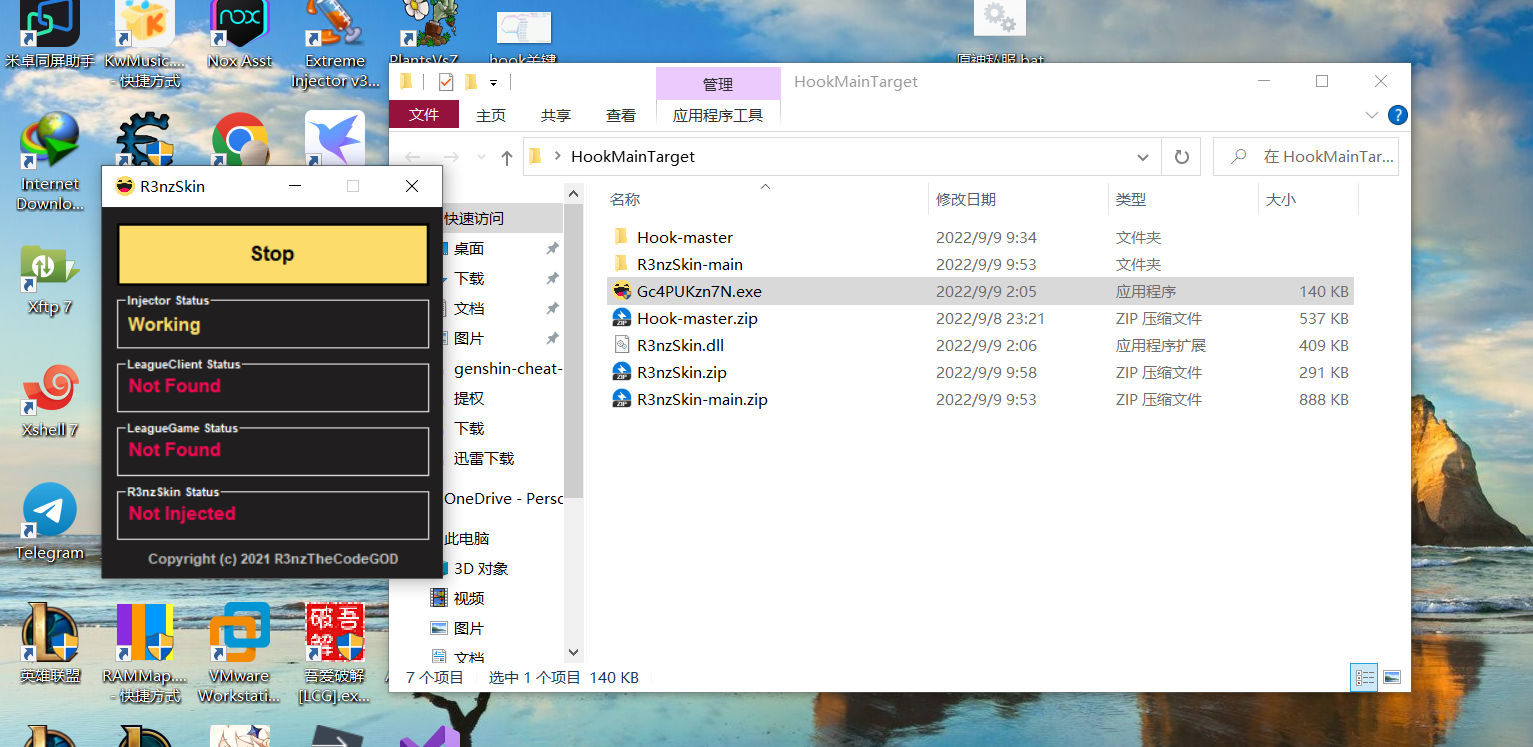 米卓同屏助手
KwMusic....
- 快捷方式
nox
Nox Asst
Extreme
Injector v3...
PlantsVsZ
Internet
Downlo...
Xftp 7
Xshell 7
Telegram
英雄联盟
RAMMap....
- 快捷方式
VMware
Workstati...
破吾
解
吾爱破解
[LCG].ex...
R3nzSkin
Stop
Injector Status
Working
LeagueClient Status
Not Found
LeagueGame Status
Not Found
R3nzSkin Status
Not Injected
Copyright (c) 2021 R3nzTheCodeGOD
管理
HookMainTarget
文件
主页
共享
查看
应用程序工具
HookMainTarget
在 HookMainTar...
快速访问
桌面
下载
文档
图片
genshin-cheat-
提权
下载
迅雷下载
OneDrive - Perso
此电脑
3D 对象
视频
图片
文档
名称 修改日期 类型 大小
Hook-master 2022/9/9 9:34 文件夹
R3nzSkin-main 2022/9/9 9:53 文件夹
Gc4PUKzn7N.exe 2022/9/9 2:05 应用程序 140 KB
Hook-master.zip 2022/9/8 23:21 ZIP 压缩文件 537 KB
R3nzSkin.dll 2022/9/9 2:06 应用程序扩展 409 KB
R3nzSkin.zip 2022/9/9 9:58 ZIP 压缩文件 291 KB
R3nzSkin-main.zip 2022/9/9 9:53 ZIP 压缩文件 888 KB
7 个项目 选中 1 个项目 140 KB